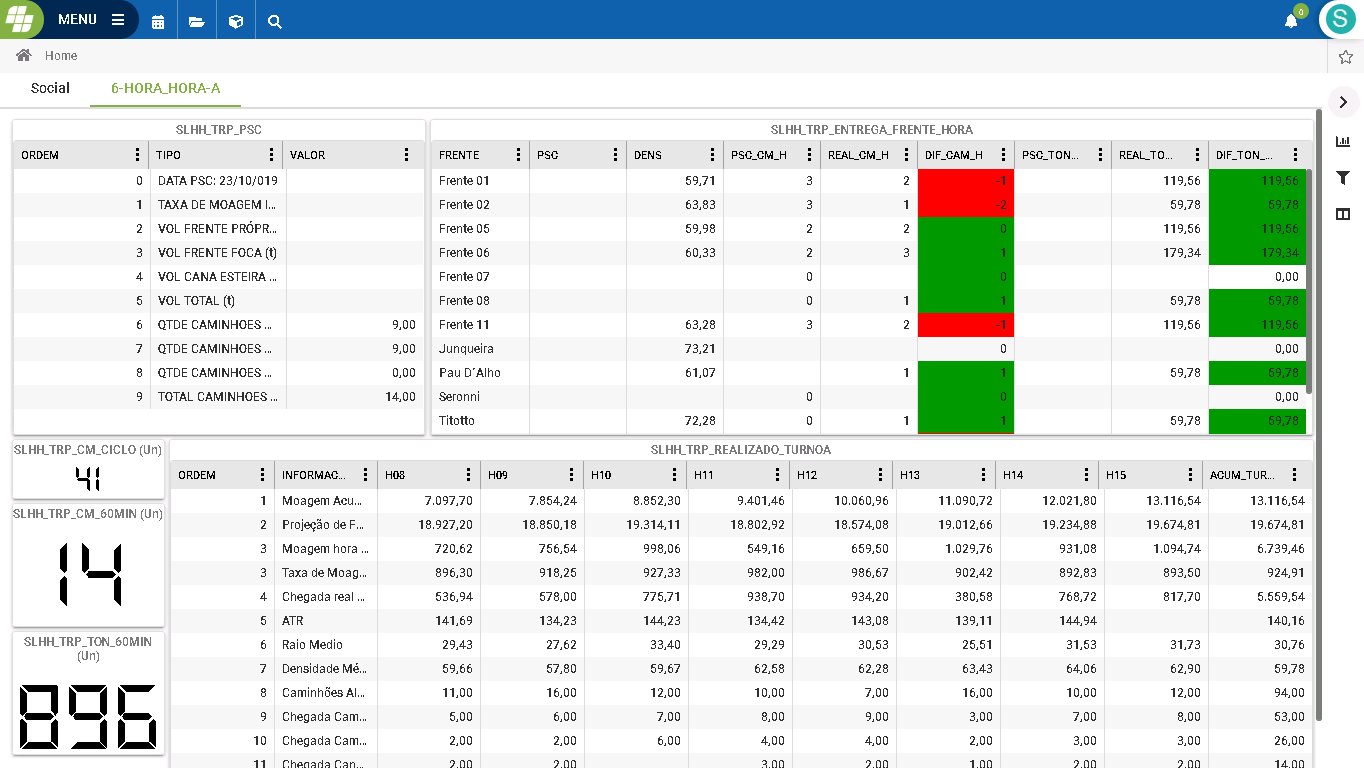 MENU
0
S
Home
Social 6-HORA_HORA-A
SLHH_TRP_PSC
ORDEM TIPO VALOR
0 DATA PSC: 23/10/019
1 TAXA DE MOAGEM I...
2 VOL FRENTE PRÓPR...
3 VOL FRENTE FOCA (t)
4 VOL CANA ESTEIRA ...
5 VOL TOTAL (t)
6 QTDE CAMINHOES ... 9,00
7 QTDE CAMINHOES ... 9,00
8 QTDE CAMINHOES ... 0,00
9 TOTAL CAMINHOES ... 14,00
SLHH_TRP_ENTREGA_FRENTE_HORA
FRENTE PSC DENS PSC_CM_H REAL_CM_H DIF_CAM_H PSC_TON... REAL_TO... DIF_TON_...
Frente 01 59,71 3 2 -1 119,56 119,56
Frente 02 63,83 3 1 -2 59,78 59,78
Frente 05 59,98 2 2 0 119,56 119,56
Frente 06 60,33 2 3 1 179,34 179,34
Frente 07 0 0 0,00
Frente 08 0 1 1 59,78 59,78
Frente 11 63,28 3 2 -1 119,56 119,56
Junqueira 73,21 0 0,00
Pau D´Alho 61,07 1 1 59,78 59,78
Seronni 0 0 0,00
Titotto 72,28 0 1 1 59,78 59,78
SLHH_TRP_CM_CICLO (Un)
41
SLHH_TRP_CM_60MIN (Un)
14
SLHH_TRP_TON_60MIN
(Un)
896
SLHH_TRP_REALIZADO_TURNOA
ORDEM INFORMAC... H08 H09 H10 H11 H12 H13 H14 H15 ACUM_TUR...
1 Moagem Acu... 7.097,70 7.854,24 8.852,30 9.401,46 10.060,96 11.090,72 12.021,80 13.116,54 13.116,54
2 Projeção de F... 18.927,20 18.850,18 19.314,11 18.802,92 18.574,08 19.012,66 19.234,88 19.674,81 19.674,81
3 Moagem hora ... 720,62 756,54 998,06 549,16 659,50 1.029,76 931,08 1.094,74 6.739,46
3 Taxa de Moag... 896,30 918,25 927,33 982,00 986,67 902,42 892,83 893,50 924,91
4 Chegada real ... 536,94 578,00 775,71 938,70 934,20 380,58 768,72 817,70 5.559,54
5 ATR 141,69 134,23 144,23 134,42 143,08 139,11 144,94 140,16
6 Raio Medio 29,43 27,62 33,40 29,29 30,53 25,51 31,53 31,73 30,76
7 Densidade Mé... 59,66 57,80 59,67 62,58 62,28 63,43 64,06 62,90 59,78
8 Caminhões Al... 11,00 16,00 12,00 10,00 7,00 16,00 10,00 12,00 94,00
9 Chegada Cam... 5,00 6,00 7,00 8,00 9,00 3,00 7,00 8,00 53,00
10 Chegada Cam... 2,00 2,00 6,00 4,00 4,00 2,00 3,00 3,00 26,00
11 Chegada Can... 2,00 2,00 3,00 2,00 1,00 2,00 2,00 14,00